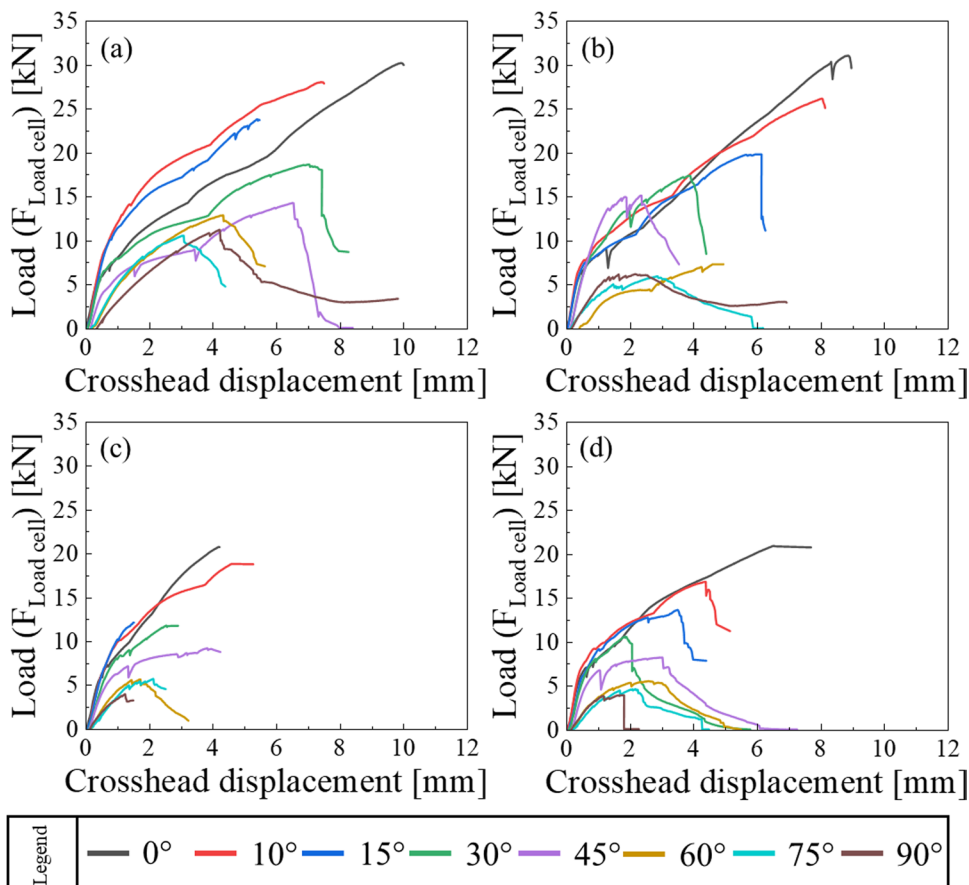 (a)
Load (F_Load cell) [kN]
35
30
25
20
15
10
5
0
0 2 4 6 8 10 12
Crosshead displacement [mm]
(b)
Load (F_Load cell) [kN]
35
30
25
20
15
10
5
0
0 2 4 6 8 10 12
Crosshead displacement [mm]
(c)
Load (F_Load cell) [kN]
35
30
25
20
15
10
5
0
0 2 4 6 8 10 12
Crosshead displacement [mm]
(d)
Load (F_Load cell) [kN]
35
30
25
20
15
10
5
0
0 2 4 6 8 10 12
Crosshead displacement [mm]
Legend
0° 10° 15° 30° 45° 60° 75° 90°